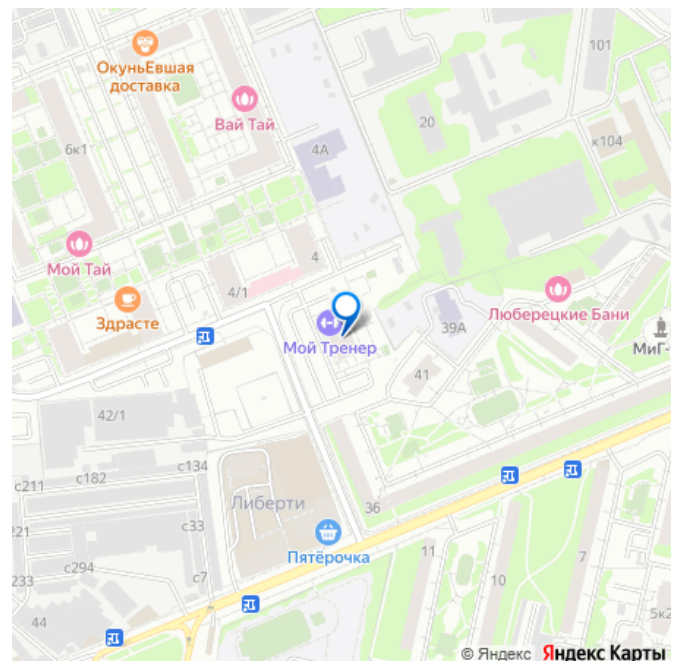 ОкуньЕвшая
доставка
101
Вай Тай
20
к104
6к1
4А
Мой Тай
4
4/1
Здрасте
Люберецкие Бани
39А
Мой Тренер
МиГ-
41
42/1
с134
с182
с211
Либерти
36
221
с33
Пятёрочка
11
7
с294
с7
10
233
5к2
44
© Яндекс Яндекс Карты